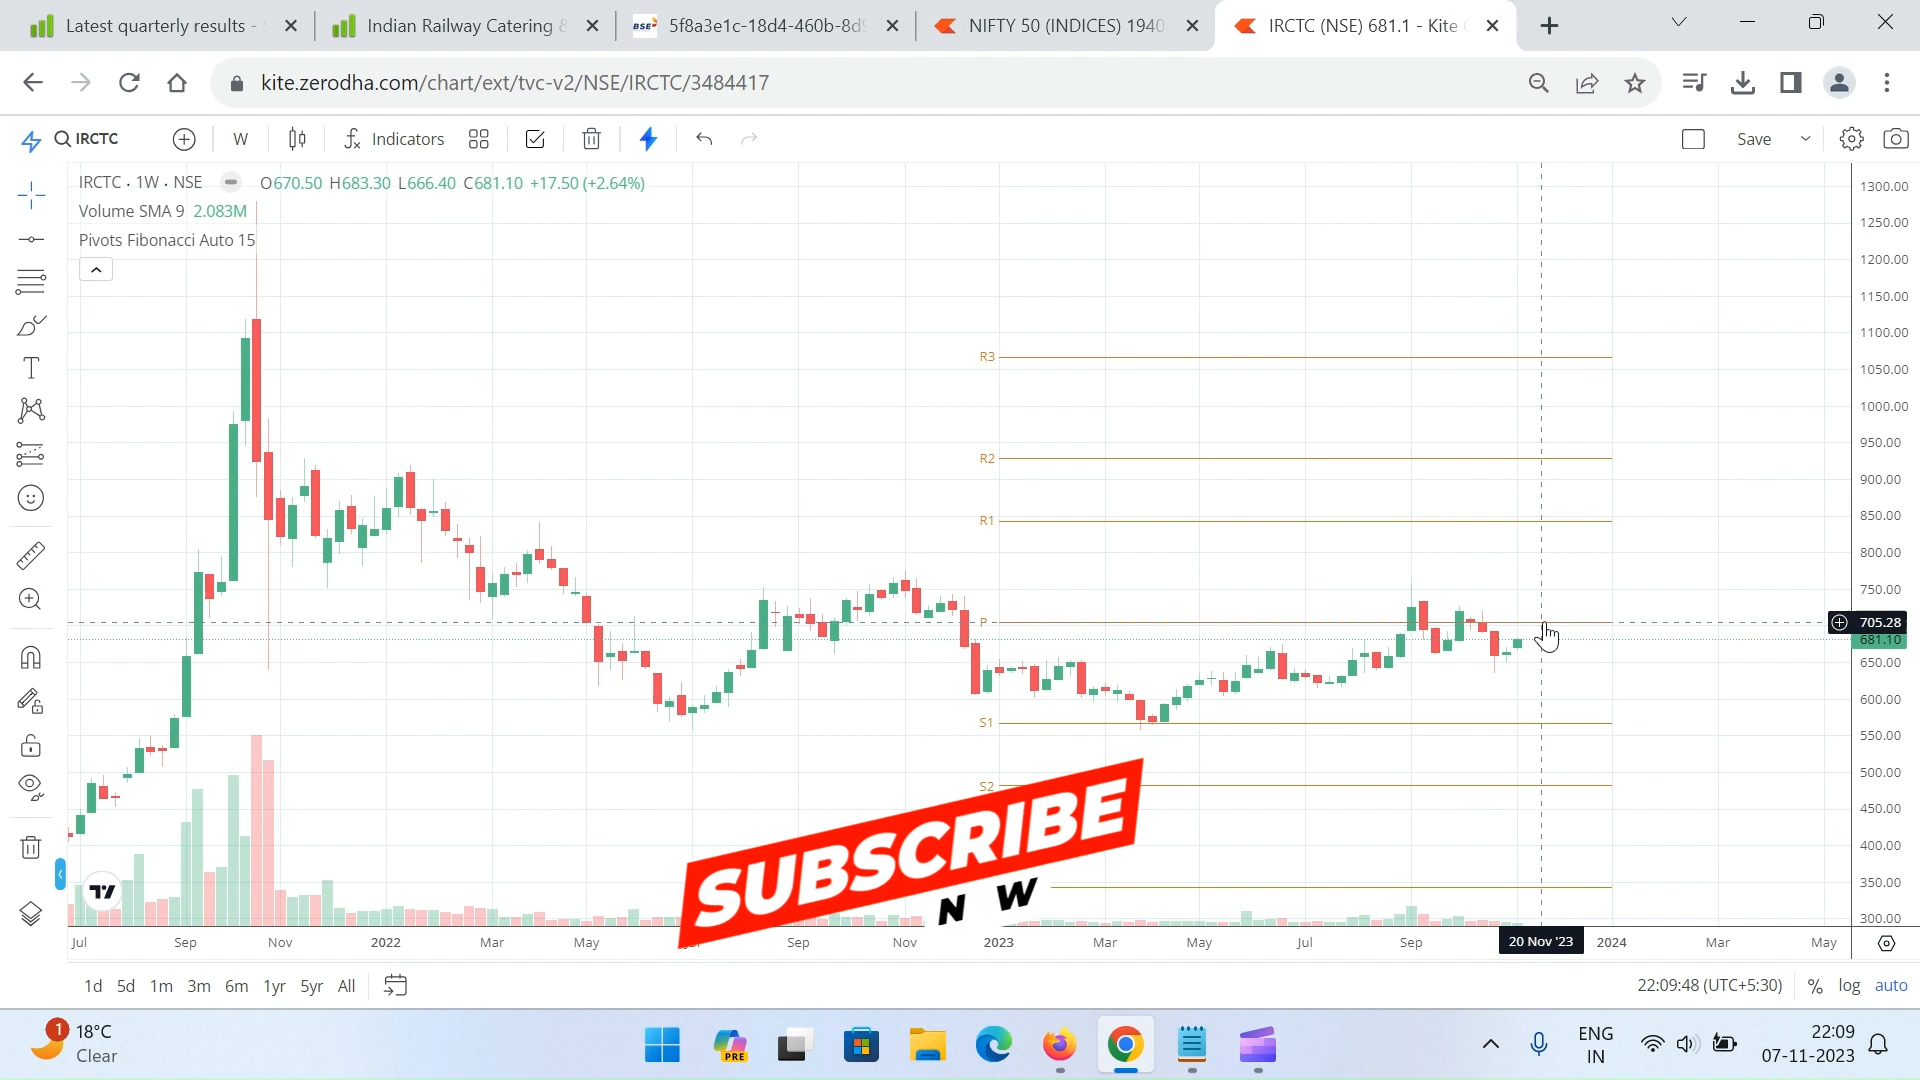 Latest quarterly results -
Indian Railway Catering &
BSE
5f8a3e1c-18d4-460b-8d9
NIFTY 50 (INDICES) 1940
IRCTC (NSE) 681.1 - Kite
kite.zerodha.com/chart/ext/tvc-v2/NSE/IRCTC/3484417
IRCTC
W
Indicators
Save
IRCTC · 1W · NSE O670.50 H683.30 L666.40 C681.10 +17.50 (+2.64%)
Volume SMA 9 2.083M
Pivots Fibonacci Auto 15
1300.00
1250.00
1200.00
1150.00
1100.00
1050.00
1000.00
950.00
900.00
850.00
800.00
750.00
705.28
681.10
650.00
600.00
550.00
500.00
450.00
400.00
350.00
300.00
R3
R2
R1
P
S1
S2
SUBSCRIBE
N W
Jul Sep Nov 2022 Mar May Sep Nov 2023 Mar May Jul Sep 20 Nov '23 2024 Mar May
1d 5d 1m 3m 6m 1yr 5yr All
22:09:48 (UTC+5:30) % log auto
1
18°C
Clear
PRE
ENG
IN
22:09
07-11-2023